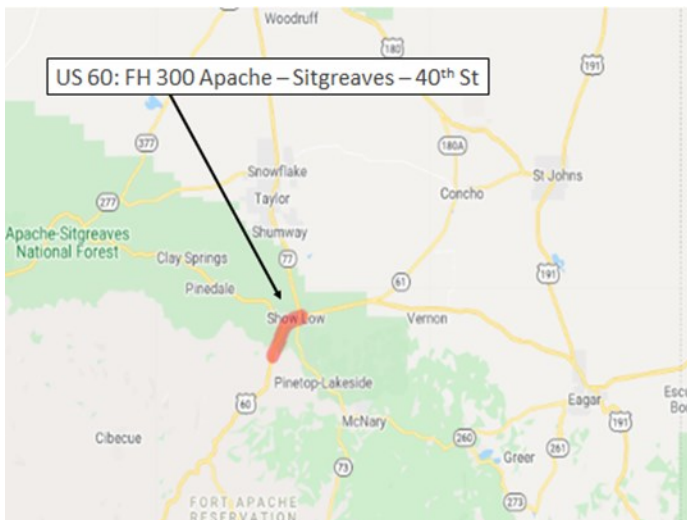 Woodruff
180
191
US 60: FH 300 Apache – Sitgreaves – 40th St
377
180A
Snowflake
St Johns
277
Taylor
Concho
Apache-Sitgreaves
National Forest
Shumway
Clay Springs
77
191
61
Pinedale
Show Low
Vernon
Pinetop-Lakeside
60
Eagar
McNary
191
Cibecue
260
261
Greer
73
273
FORT APACHE
RESERVATION